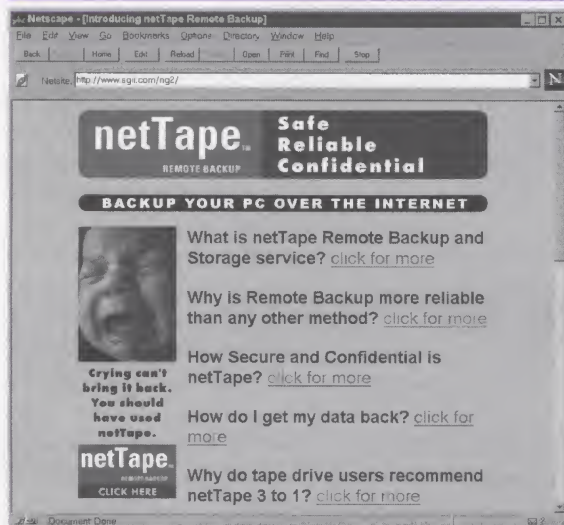 Netscape - [Introducing netTape Remote Backup]
File Edit View Go Bookmarks Options Directory Window Help
Back Home Edit Reload Open Print Find Stop
Netsite: http://www.sgii.com/ng2/
N
netTape™
REMOTE BACKUP
Safe
Reliable
Confidential
BACKUP YOUR PC OVER THE INTERNET
What is netTape Remote Backup and
Storage service? click for more
Why is Remote Backup more reliable
than any other method? click for more
How Secure and Confidential is
netTape? click for more
How do I get my data back? click for
more
Why do tape drive users recommend
netTape 3 to 1? click for more
Crying can't
bring it back.
You should
have used
netTape.
netTape™
REMOTE BACKUP
CLICK HERE
Document Done